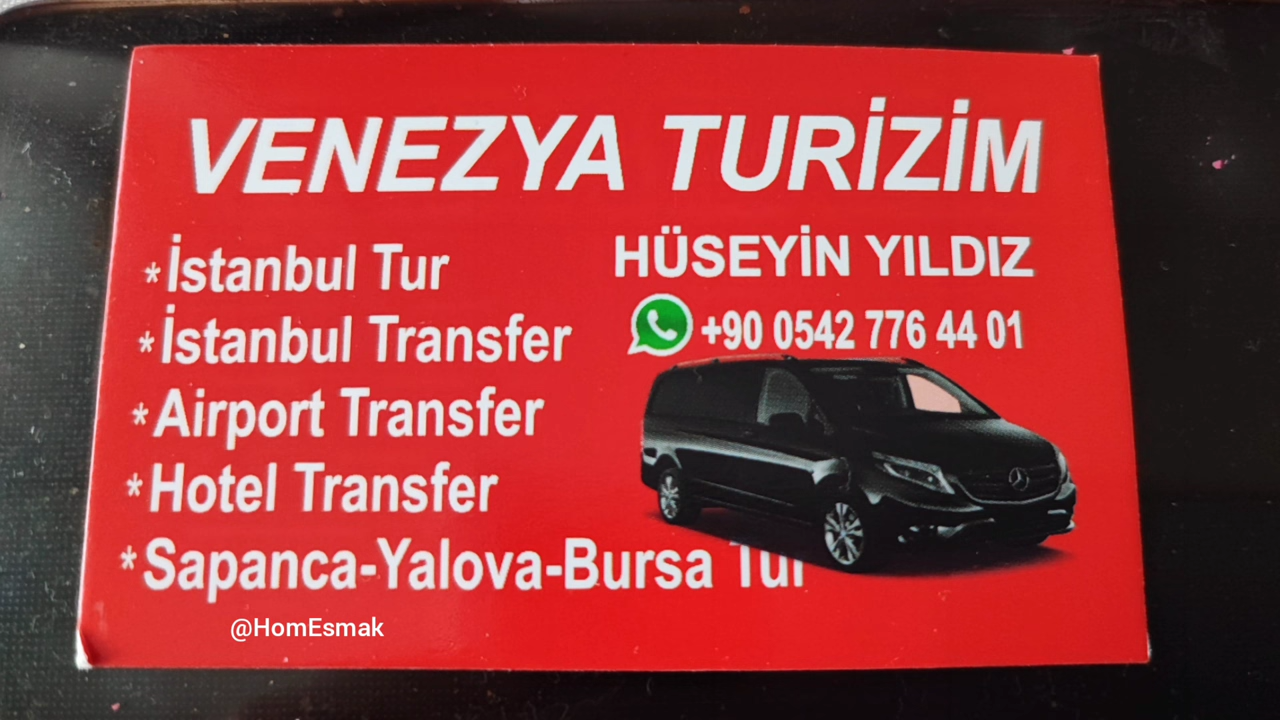 VENEZYA TURİZİM
*İstanbul Tur
*İstanbul Transfer
*Airport Transfer
*Hotel Transfer
*Sapanca-Yalova-Bursa Tur
HÜSEYİN YILDIZ
+90 0542 776 44 01
@HomEsmak